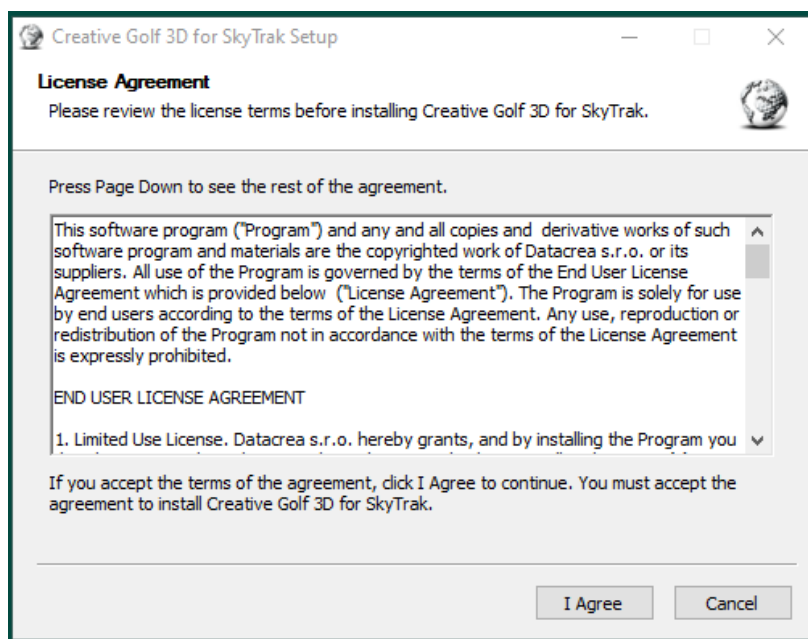 Creative Golf 3D for SkyTrak Setup
License Agreement
Please review the license terms before installing Creative Golf 3D for SkyTrak.
Press Page Down to see the rest of the agreement.
This software program ("Program") and any and all copies and  derivative works of such
software program and materials are the copyrighted work of Datacrea s.r.o. or its
suppliers. All use of the Program is governed by the terms of the End User License
Agreement which is provided below  ("License Agreement"). The Program is solely for use
by end users according to the terms of the License Agreement. Any use, reproduction or
redistribution of the Program not in accordance with the terms of the License Agreement
is expressly prohibited.
END USER LICENSE AGREEMENT
1. Limited Use License. Datacrea s.r.o. hereby grants, and by installing the Program you
If you accept the terms of the agreement, click I Agree to continue. You must accept the
agreement to install Creative Golf 3D for SkyTrak.
I Agree
Cancel